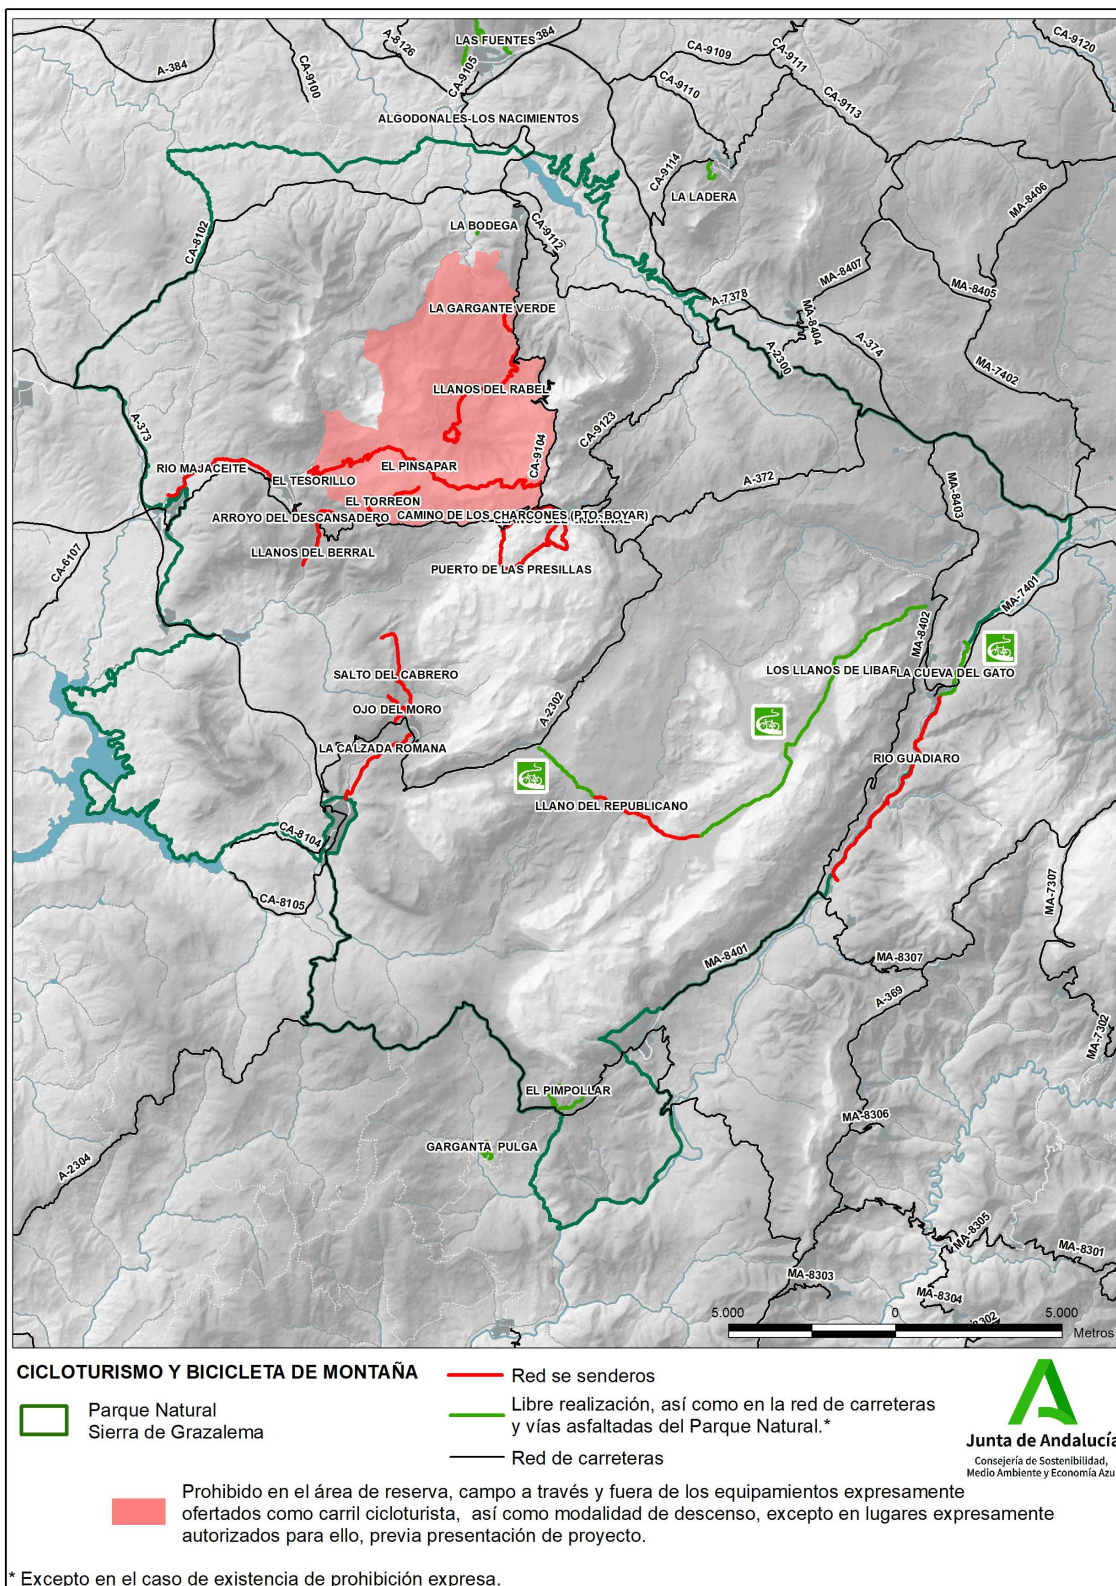 LAS FUENTES
384
A-8126
A-384
CA-9100
CA-9105
CA-9109
CA-9111
CA-9120
CA-9110
CA-9113
ALGODONALES-LOS NACIMIENTOS
CA-9114
LA LADERA
MA-8406
CA-8102
LA BODEGA
CA-9112
MA-8407
MA-8405
A-7378
LA GARGANTE VERDE
MA-8404
A-374
A-2300
MA-7402
LLANOS DEL RABEL
A-373
CA-9123
RIO MAJACEITE
EL PINSAPAR
CA-9104
EL TESORILLO
A-372
MA-8403
EL TORREON
ARROYO DEL DESCANSADERO
CAMINO DE LOS CHARCONES (PTO. BOYAR)
CA-6107
LLANOS DEL BERRAL
PUERTO DE LAS PRESILLAS
MA-7401
MA-8402
SALTO DEL CABRERO
LOS LLANOS DE LIBAR
LA CUEVA DEL GATO
OJO DEL MORO
A-2302
LA CALZADA ROMANA
RIO GUADIARO
LLANO DEL REPUBLICANO
CA-8104
CA-8105
MA-7307
MA-8401
MA-8307
A-369
MA-7302
EL PIMPOLLAR
MA-8306
GARGANTA PULGA
A-2304
MA-8305
MA-8301
MA-8303
MA-8304
5.000 0 5.000
Metros
CICLOTURISMO Y BICICLETA DE MONTAÑA
Parque Natural
Sierra de Grazalema
Red se senderos
Libre realización, así como en la red de carreteras
y vías asfaltadas del Parque Natural.*
Red de carreteras
Junta de Andalucía
Consejería de Sostenibilidad,
Medio Ambiente y Economía Azu
Prohibido en el área de reserva, campo a través y fuera de los equipamientos expresamente
ofertados como carril cicloturista, así como modalidad de descenso, excepto en lugares expresamente
autorizados para ello, previa presentación de proyecto.
* Excepto en el caso de existencia de prohibición expresa.